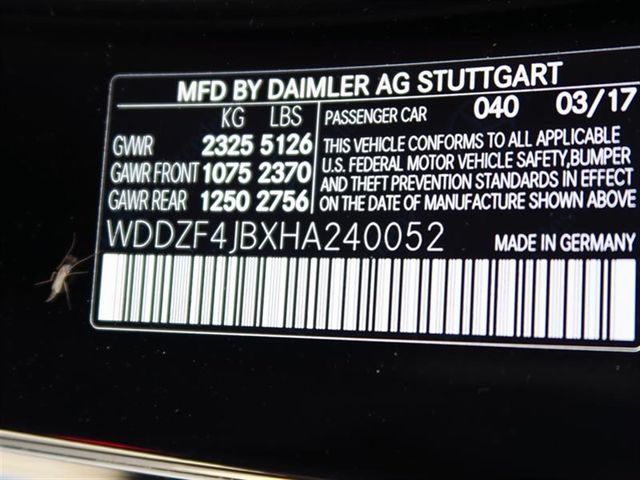 MFD BY DAIMLER AG STUTTGART
KG LBS
GVWR 2325 5126
GAWR FRONT 1075 2370
GAWR REAR 1250 2756
PASSENGER CAR 040 03/17
THIS VEHICLE CONFORMS TO ALL APPLICABLE
U.S. FEDERAL MOTOR VEHICLE SAFETY,BUMPER
AND THEFT PREVENTION STANDARDS IN EFFECT
ON THE DATE OF MANUFACTURE SHOWN ABOVE
WDDZF4JBXHA240052 MADE IN GERMANY